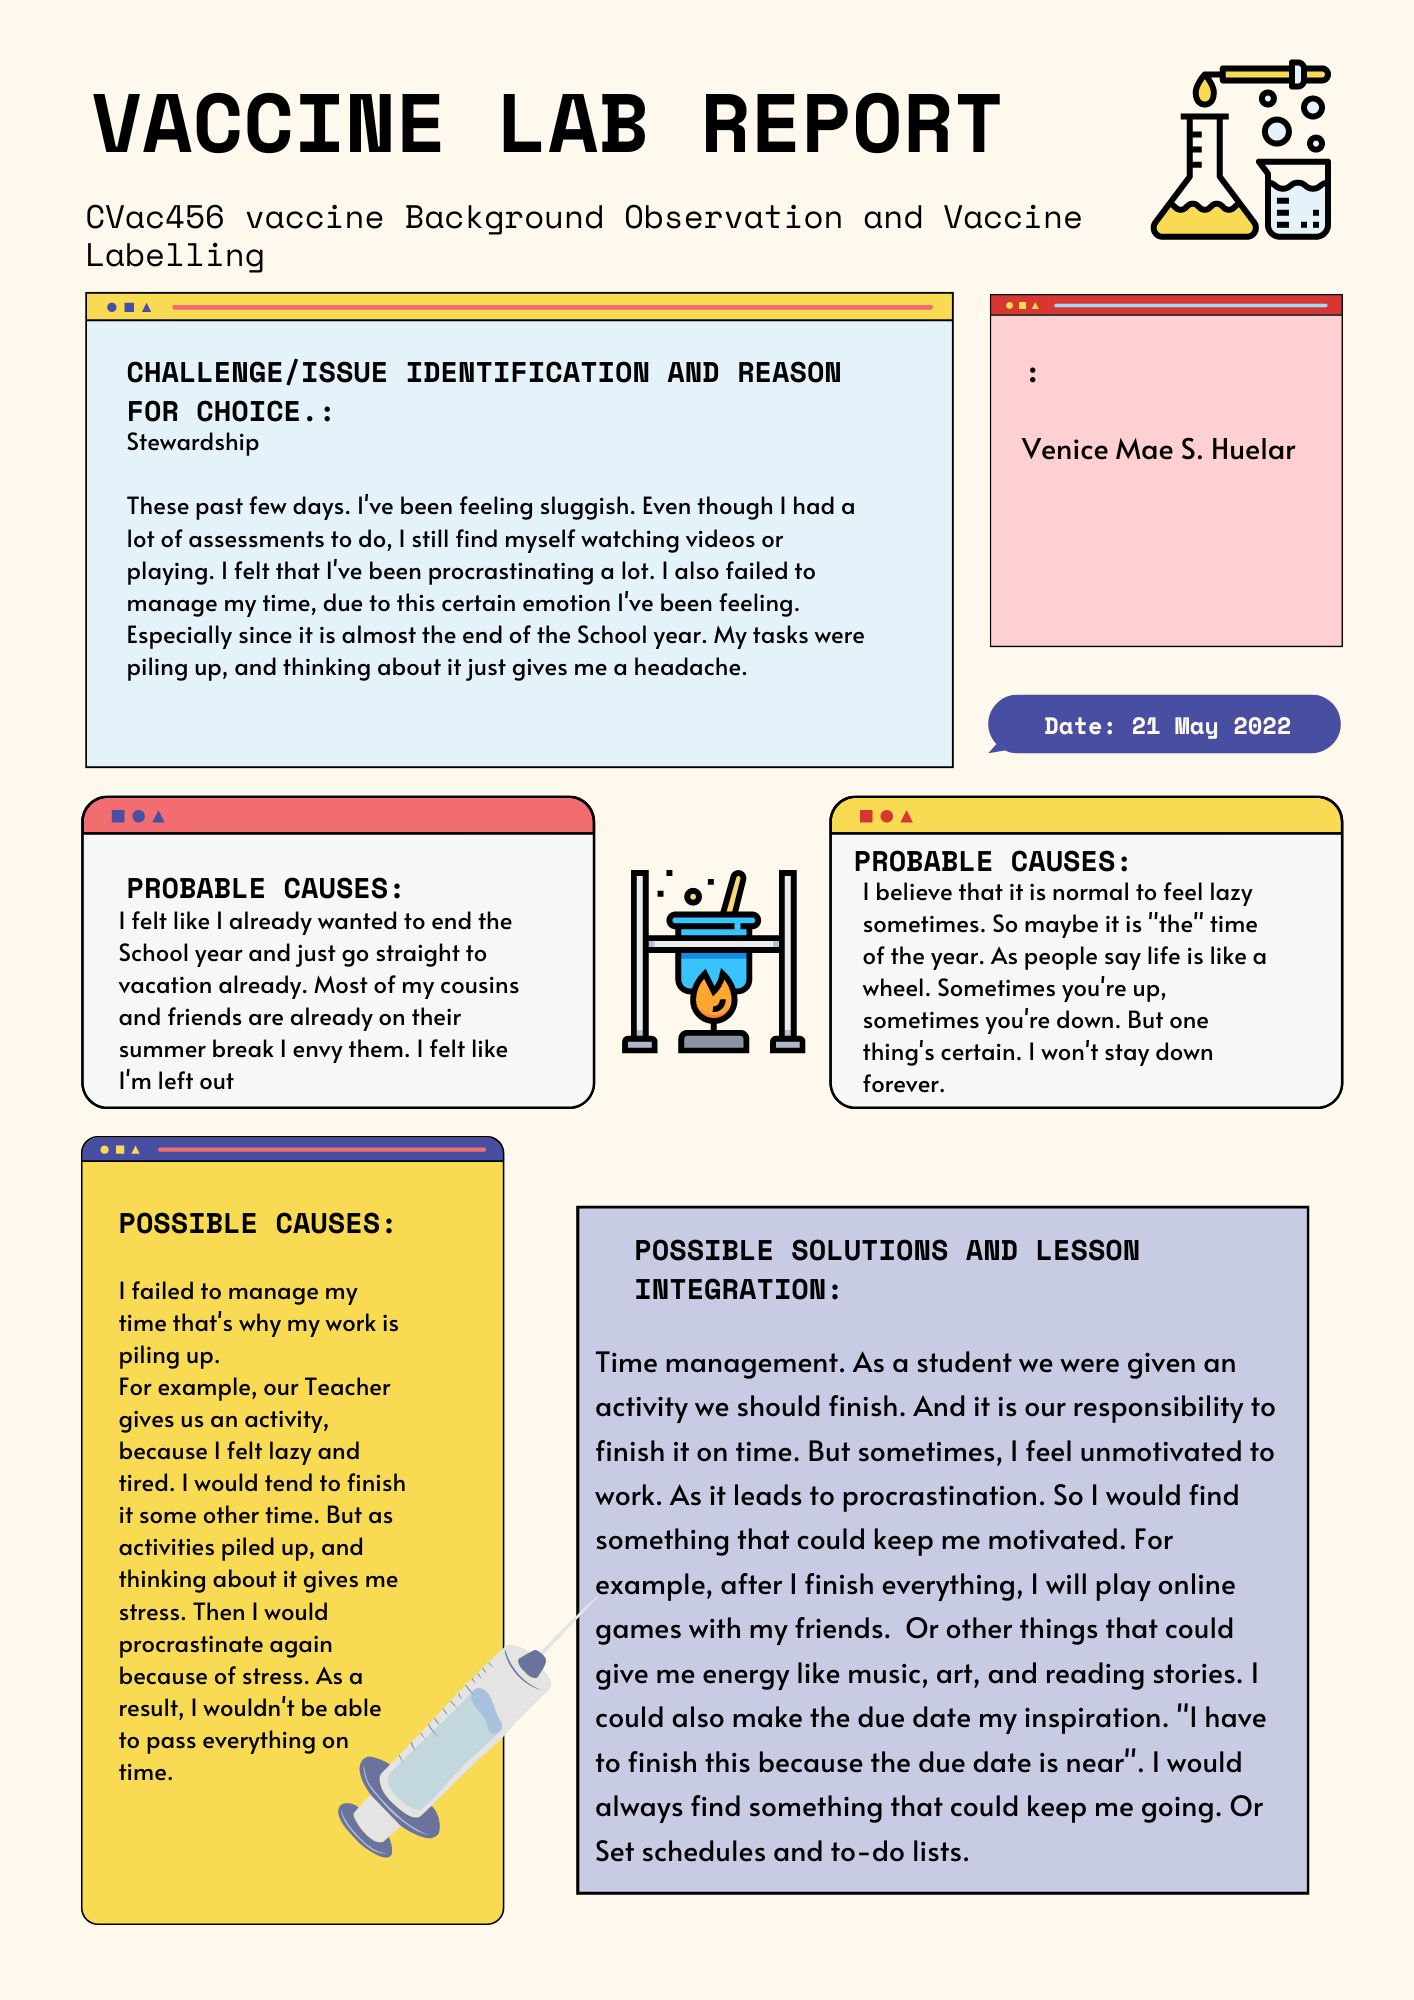 VACCINE LAB REPORT
CVac456 vaccine Background Observation and Vaccine
Labelling
CHALLENGE/ISSUE IDENTIFICATION AND REASON
FOR CHOICE.:
Stewardship
These past few days. I've been feeling sluggish. Even though I had a
lot of assessments to do, I still find myself watching videos or
playing. I felt that I've been procrastinating a lot. I also failed to
manage my time, due to this certain emotion I've been feeling.
Especially since it is almost the end of the School year. My tasks were
piling up, and thinking about it just gives me a headache.
:
Venice Mae S. Huelar
Date: 21 May 2022
PROBABLE CAUSES:
I felt like I already wanted to end the
School year and just go straight to
vacation already. Most of my cousins
and friends are already on their
summer break I envy them. I felt like
I'm left out
PROBABLE CAUSES:
I believe that it is normal to feel lazy
sometimes. So maybe it is "the" time
of the year. As people say life is like a
wheel. Sometimes you're up,
sometimes you're down. But one
thing's certain. I won't stay down
forever.
POSSIBLE CAUSES:
I failed to manage my
time that's why my work is
piling up.
For example, our Teacher
gives us an activity,
because I felt lazy and
tired. I would tend to finish
it some other time. But as
activities piled up, and
thinking about it gives me
stress. Then I would
procrastinate again
because of stress. As a
result, I wouldn't be able
to pass everything on
time.
POSSIBLE SOLUTIONS AND LESSON
INTEGRATION:
Time management. As a student we were given an
activity we should finish. And it is our responsibility to
finish it on time. But sometimes, I feel unmotivated to
work. As it leads to procrastination. So I would find
something that could keep me motivated. For
example, after I finish everything, I will play online
games with my friends.  Or other things that could
give me energy like music, art, and reading stories. I
could also make the due date my inspiration. "I have
to finish this because the due date is near". I would
always find something that could keep me going. Or
Set schedules and to-do lists.